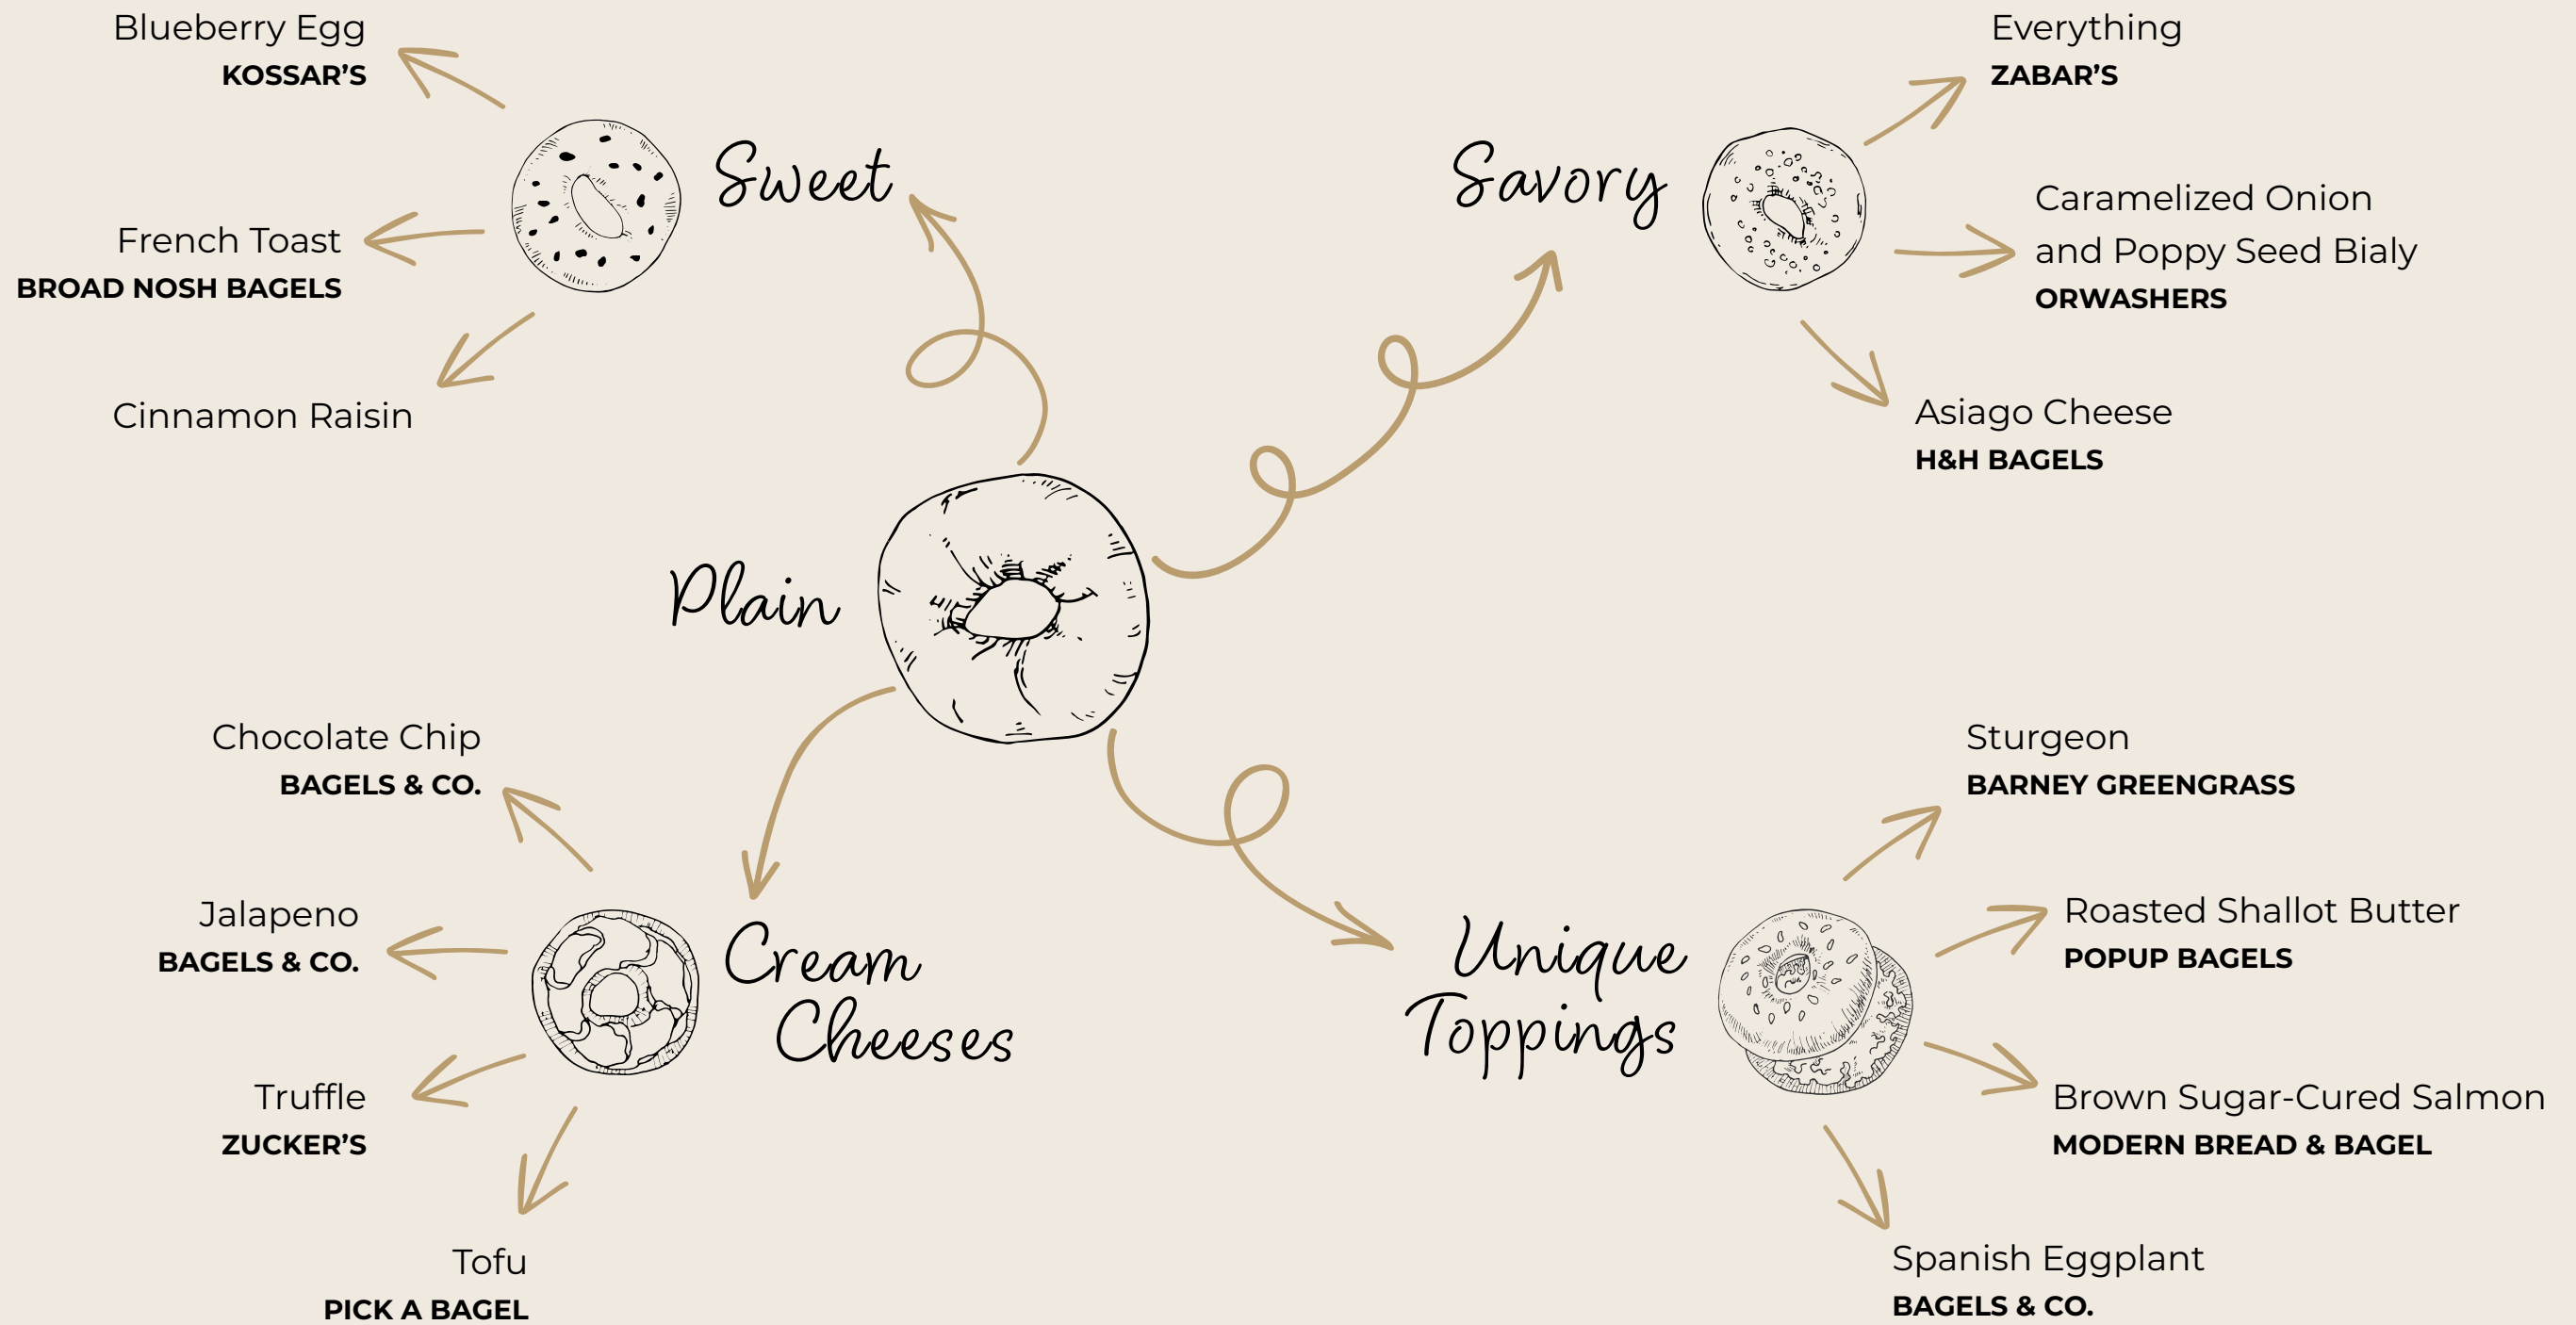 Blueberry Egg
KOSSAR'S
French Toast
BROAD NOSH BAGELS
Cinnamon Raisin
Sweet
Savory
Everything
ZABAR'S
Caramelized Onion
and Poppy Seed Bialy
ORWASHERS
Asiago Cheese
H&H BAGELS
Plain
Chocolate Chip
BAGELS & CO.
Jalapeno
BAGELS & CO.
Truffle
ZUCKER'S
Tofu
PICK A BAGEL
Cream
Cheeses
Unique
Toppings
Sturgeon
BARNEY GREENGRASS
Roasted Shallot Butter
POPUP BAGELS
Brown Sugar-Cured Salmon
MODERN BREAD & BAGEL
Spanish Eggplant
BAGELS & CO.